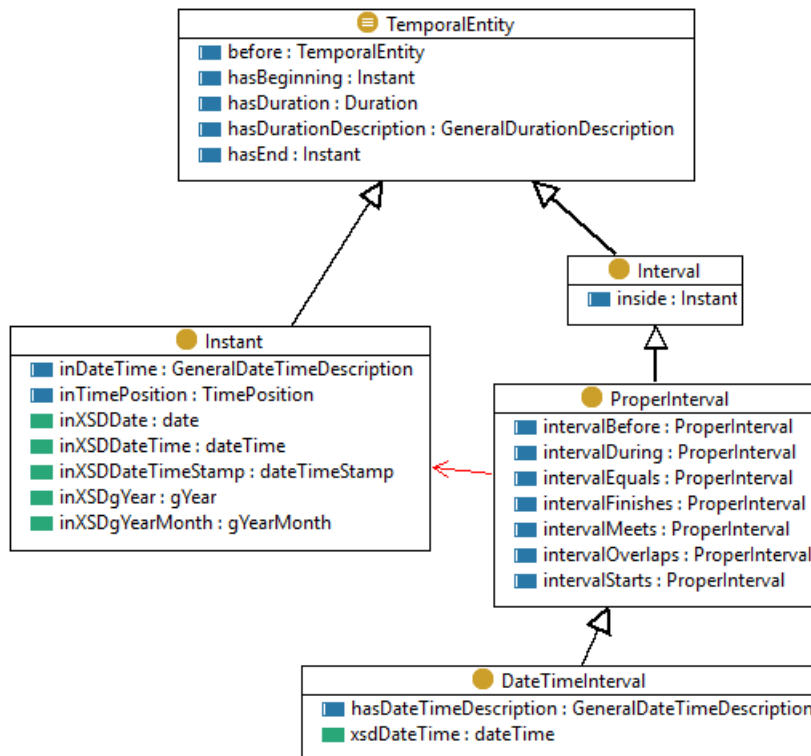 TemporalEntity
before : TemporalEntity
hasBeginning : Instant
hasDuration : Duration
hasDurationDescription : GeneralDurationDescription
hasEnd : Instant
Interval
inside : Instant
Instant
inDateTime : GeneralDateTimeDescription
inTimePosition : TimePosition
inXSDDate : date
inXSDDateTime : dateTime
inXSDDateTimeStamp : dateTimeStamp
inXSDgYear : gYear
inXSDgYearMonth : gYearMonth
ProperInterval
intervalBefore : ProperInterval
intervalDuring : ProperInterval
intervalEquals : ProperInterval
intervalFinishes : ProperInterval
intervalMeets : ProperInterval
intervalOverlaps : ProperInterval
intervalStarts : ProperInterval
DateTimeInterval
hasDateTimeDescription : GeneralDateTimeDescription
xsdDateTime : dateTime